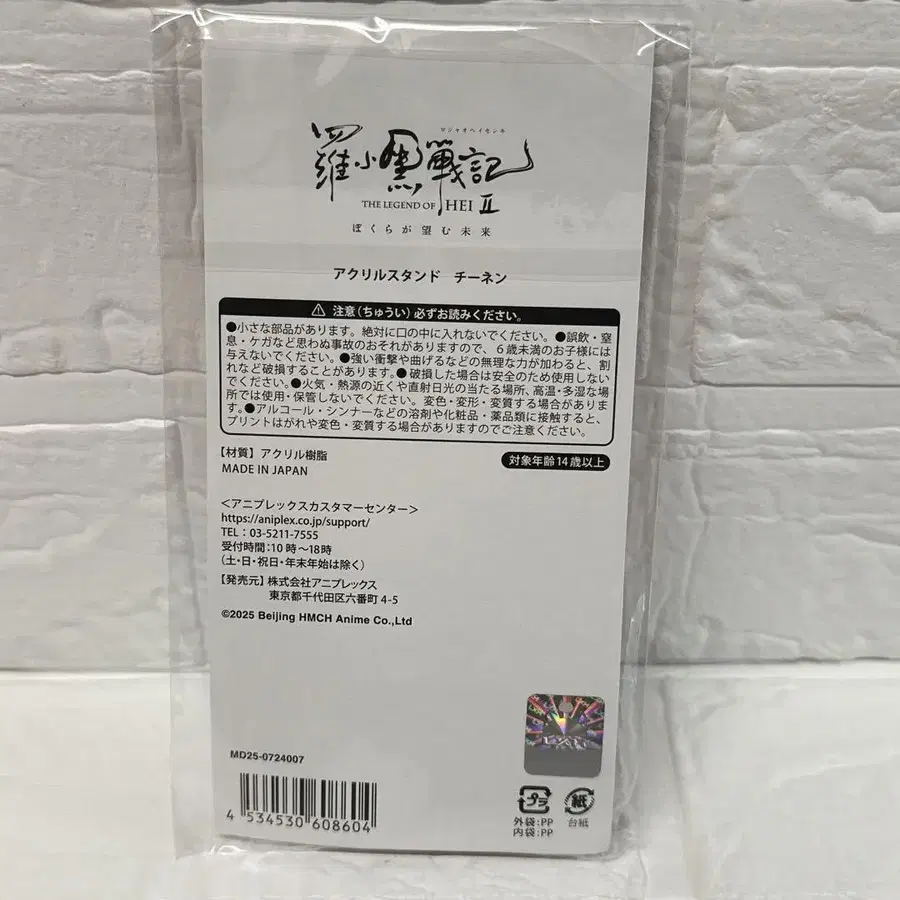 ロシャオヘイセンキ
羅小黒戦記
THE LEGEND OF HEI II
ぼくらが望む未来
アクリルスタンド チーネン
注意(ちゅうい)必ずお読みください。
●小さな部品があります。絶対に口の中に入れないでください。●誤飲・窒
息・ケガなど思わぬ事故のおそれがありますので、6歳未満のお子様には
与えないでください。●強い衝撃や曲げるなどの無理な力が加わると、割
れなど破損することがあります。●破損した場合は安全のため使用しない
でください。●火気・熱源の近くや直射日光の当たる場所、高温・多湿な場
所では使用・保管しないでください。変色・変形・変質する場合がありま
す。●アルコール・シンナーなどの溶剤や化粧品・薬品類に接触すると、
プリントはがれや変色・変質する場合がありますのでご注意ください。
【材質】アクリル樹脂
MADE IN JAPAN
対象年齢14歳以上
<アニプレックスカスタマーセンター>
https://aniplex.co.jp/support/
TEL:03-5211-7555
受付時間:10時~18時
(土・日・祝日・年末年始は除く)
【発売元】株式会社アニプレックス
東京都千代田区六番町4-5
©2025 Beijing HMCH Anime Co.,Ltd
MD25-0724007
4 534530 608604
プラ
外袋:PP
内袋:PP
紙
台紙